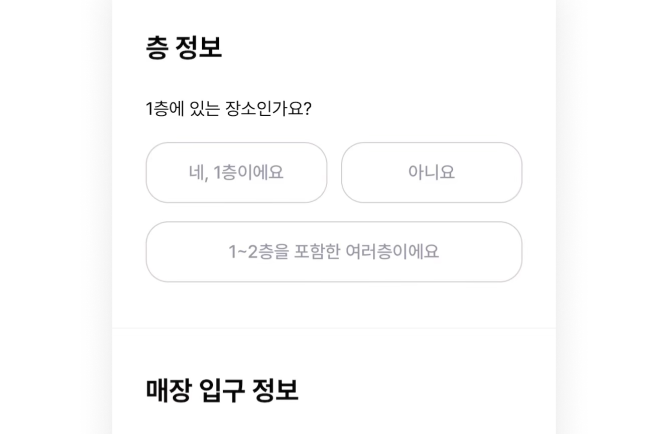 층 정보
1층에 있는 장소인가요?
네, 1층이에요
아니요
1~2층을 포함한 여러층이에요
매장 입구 정보